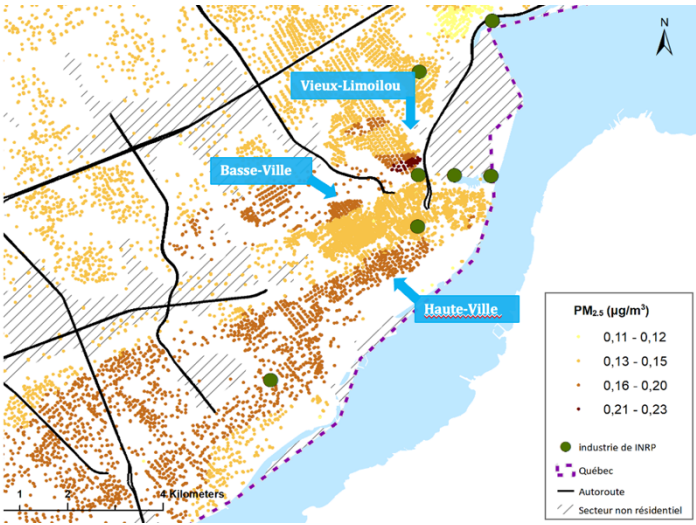 N
Vieux-Limoilou
Basse-Ville
Haute-Ville
PM2.5 (µg/m³)
0,11 - 0,12
0,13 - 0,15
0,16 - 0,20
0,21 - 0,23
industrie de INRP
Québec
Autoroute
Secteur non résidentiel
1 2 4 Kilometers